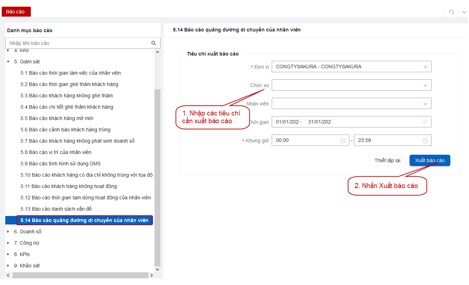 Báo cáo
Danh mục báo cáo
Nhập tên báo cáo
4. Kho
5. Giám sát
5.1 Báo cáo thời gian làm việc của nhân viên
5.2 Báo cáo thời gian ghé thăm khách hàng
5.3 Báo cáo khách hàng không ghé thăm
5.4 Báo cáo chi tiết ghé thăm khách hàng
5.5 Báo cáo khách hàng mở mới
5.6 Báo cáo cảnh báo khách hàng trùng
5.7 Báo cáo khách hàng không phát sinh doanh số
5.8 Báo cáo vị trí của nhân viên
5.9 Báo cáo tình hình sử dụng DMS
5.10 Báo cáo khách hàng có địa chỉ không trùng với tọa độ
5.11 Báo cáo khách hàng không hoạt động
5.12 Báo cáo thời gian tạm dừng hoạt động của nhân viên
5.13 Báo cáo danh sách vấn đề
5.14 Báo cáo quãng đường di chuyển của nhân viên
6. Doanh số
7. Công nợ
8. KPIs
9. Khảo sát
5.14 Báo cáo quãng đường di chuyển của nhân viên
Tiêu chí xuất báo cáo
* Đơn vị CONGTYSAKURA - CONGTYSAKURA
Chức vụ
Nhân viên
thời gian 01/01/202 - 31/01/202
* Khung giờ 00:00 - 23:59
Thiết lập lại Xuất báo cáo
1. Nhập các tiêu chí cần xuất báo cáo
2. Nhấn Xuất báo cáo